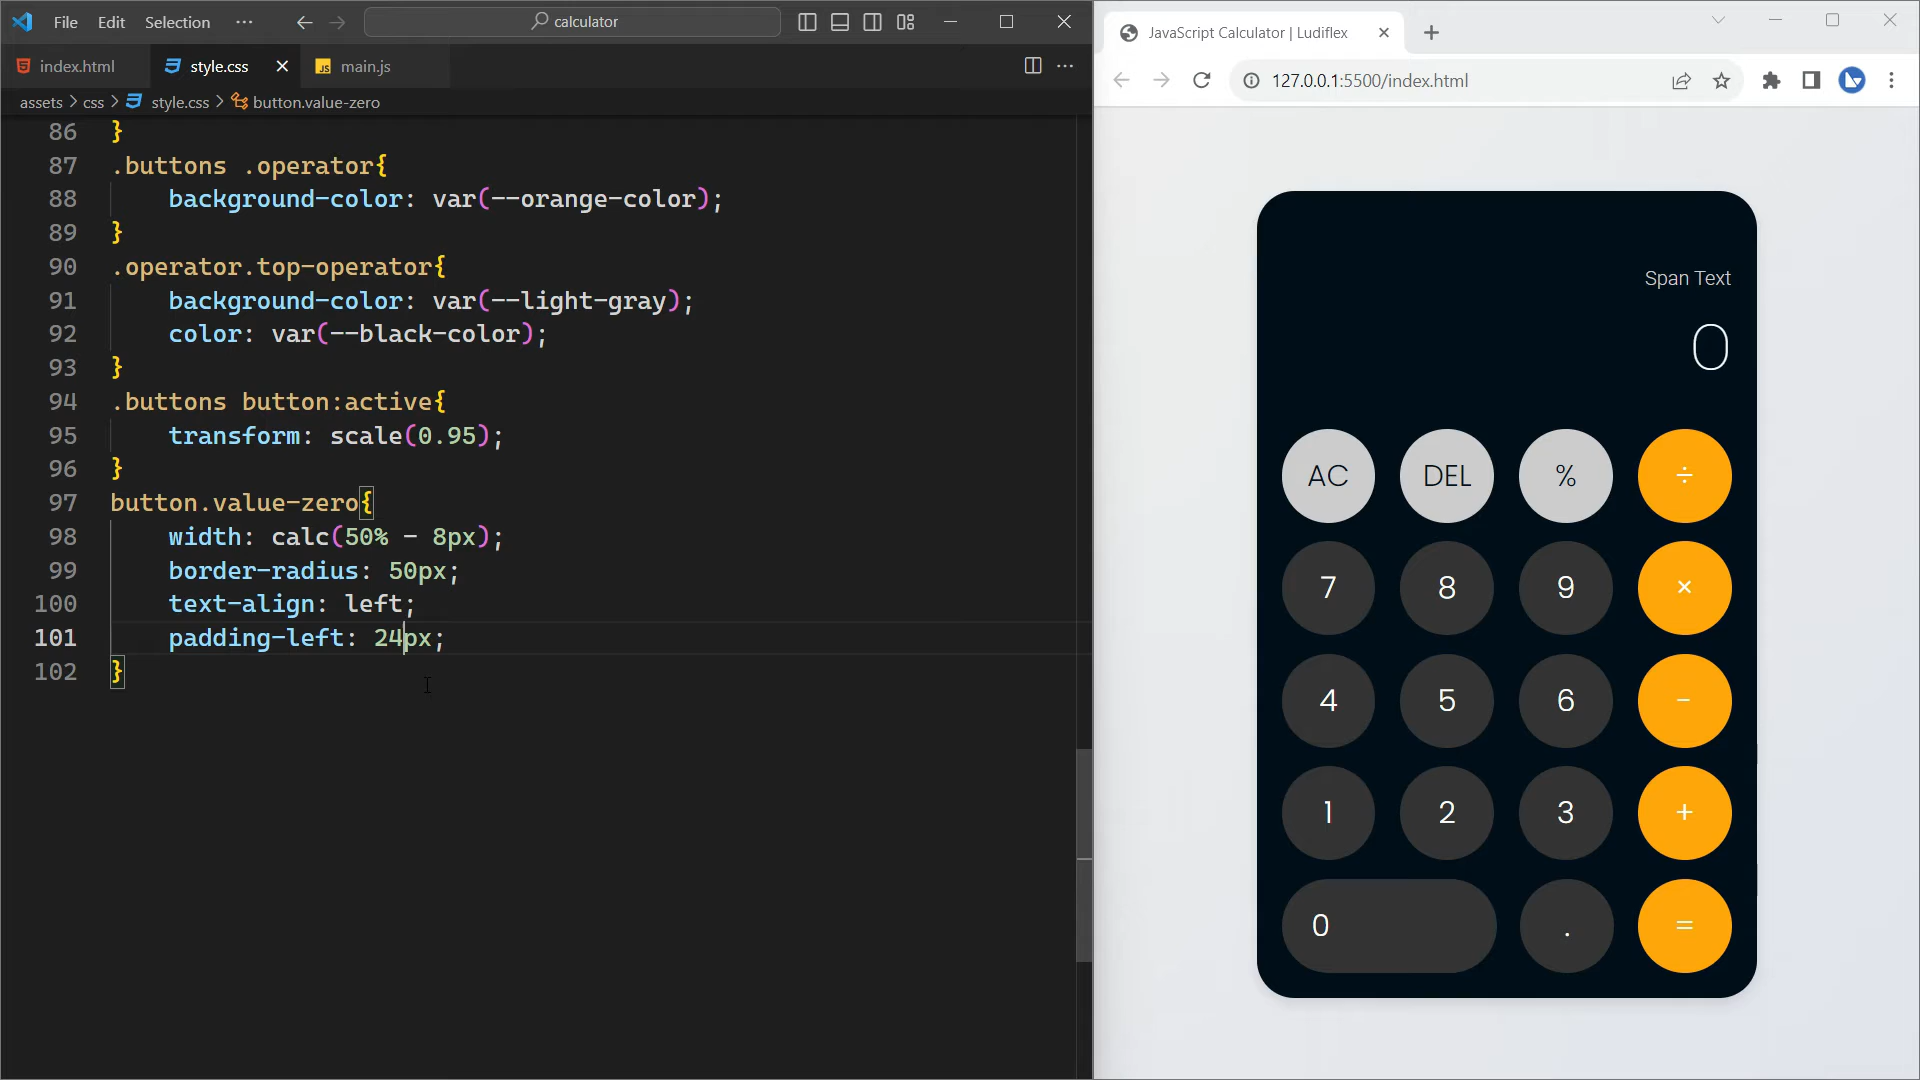 File Edit Selection ··· calculator
index.html style.css main.js
assets > css > style.css > button.value-zero
86 }
87 .buttons .operator{
88 background-color: var(--orange-color);
89 }
90 .operator.top-operator{
91 background-color: var(--light-gray);
92 color: var(--black-color);
93 }
94 .buttons button:active{
95 transform: scale(0.95);
96 }
97 button.value-zero{
98 width: calc(50% - 8px);
99 border-radius: 50px;
100 text-align: left;
101 padding-left: 24px;
102 }
JavaScript Calculator | Ludiflex
127.0.0.1:5500/index.html
Span Text
0
AC DEL % ÷
7 8 9 ×
4 5 6 -
1 2 3 +
0 . =